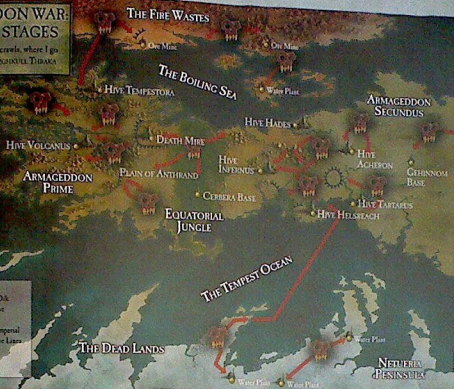 DON WAR:
STAGES
crawls, where I go
THRAKA
THE FIRE WASTES
Ore Mine
Ore Mine
THE BOILING SEA
Water Plant
HIVE TEMPESTORA
ARMAGEDDON
SECUNDUS
HIVE HADES
DEATH MIRE
HIVE VOLCANUS
HIVE
ACHERON
HIVE
INFERNUS
GEHINNOM
BASE
PLAIN OF ANTHRAND
ARMAGEDDON
PRIME
CERBERA BASE
HIVE TARTARUS
HIVE HELSREACH
EQUATORIAL
JUNGLE
THE TEMPEST OCEAN
THE DEAD LANDS
Water Plant
Water Plant
Water Plant
PENINSULA